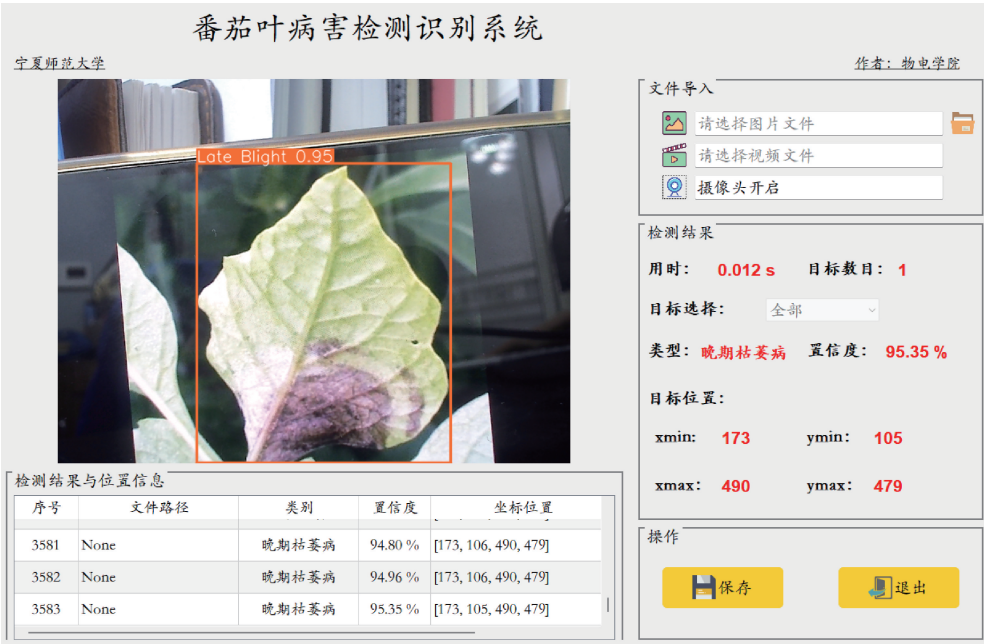 番茄叶病害检测识别系统
宁夏师范大学
作者：物电学院
Late Blight 0.95
文件导入
请选择图片文件
请选择视频文件
摄像头开启
检测结果
用时： 0.012 s 目标数目： 1
目标选择： 全部
类型： 晚期枯萎病 置信度： 95.35 %
目标位置：
xmin: 173 ymin: 105
xmax: 490 ymax: 479
检测结果与位置信息
序号 文件路径 类别 置信度 坐标位置
3581 None 晚期枯萎病 94.80 % [173, 106, 490, 479]
3582 None 晚期枯萎病 94.96 % [173, 106, 490, 479]
3583 None 晚期枯萎病 95.35 % [173, 105, 490, 479]
操作
保存 退出